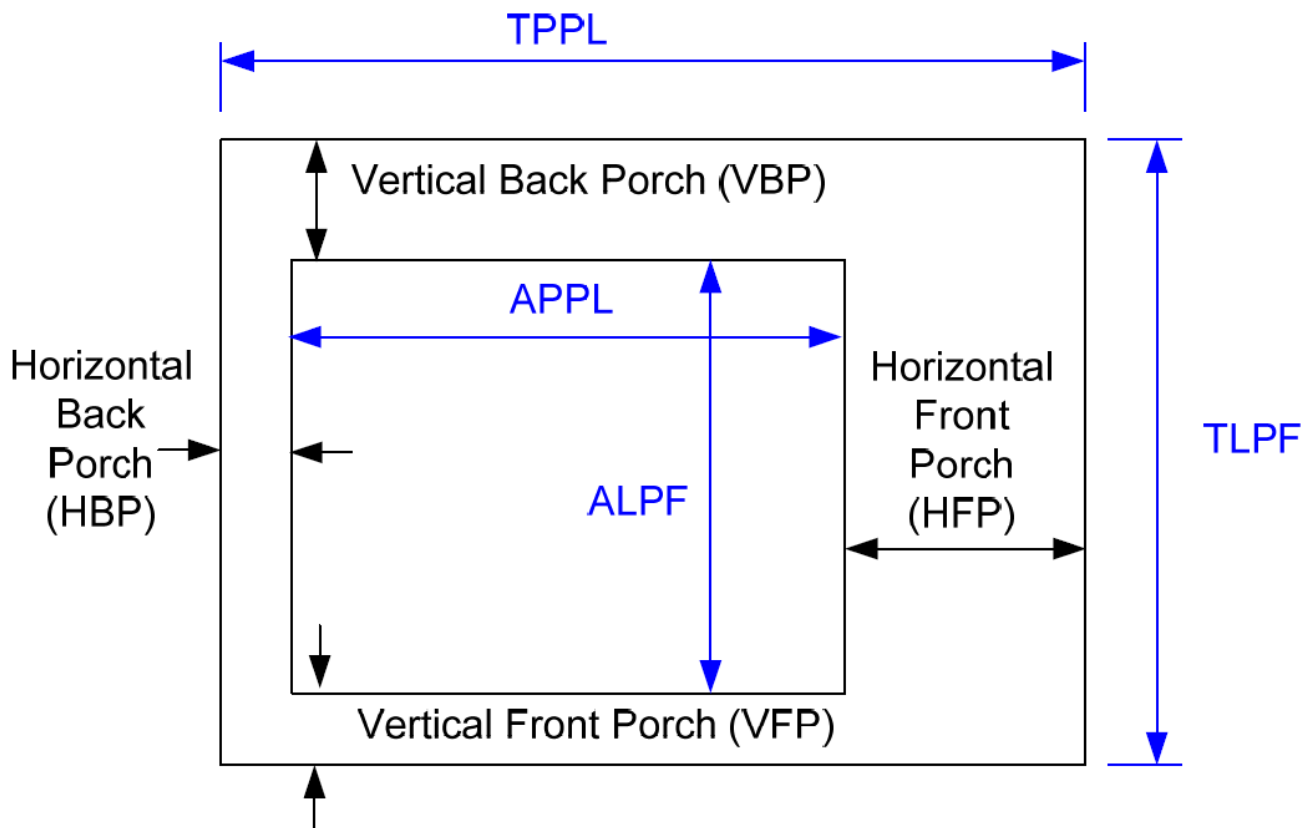 TPPL
Vertical Back Porch (VBP)
APPL
Horizontal
Back
Porch
(HBP)
Horizontal
Front
Porch
(HFP)
TLPF
ALPF
Vertical Front Porch (VFP)